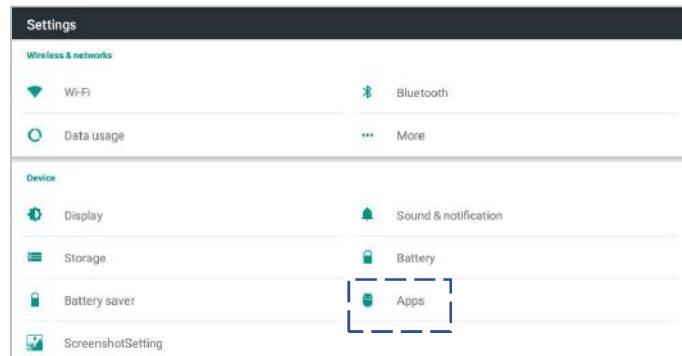 Settings
Wireless & networks
Wi-Fi
Bluetooth
Data usage
More
Device
Display
Sound & notification
Storage
Battery
Battery saver
Apps
ScreenshotSetting